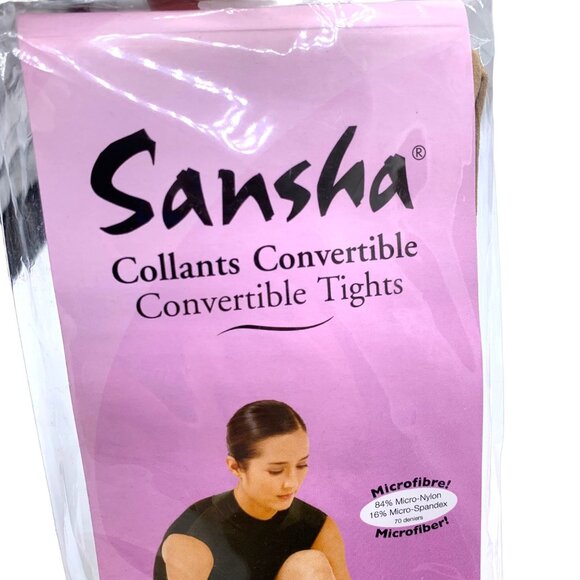 Sansha®
Collants Convertible
Convertible Tights
Microfibre!
84% Micro-Nylon
16% Micro-Spandex
70 deniers
Microfiber!